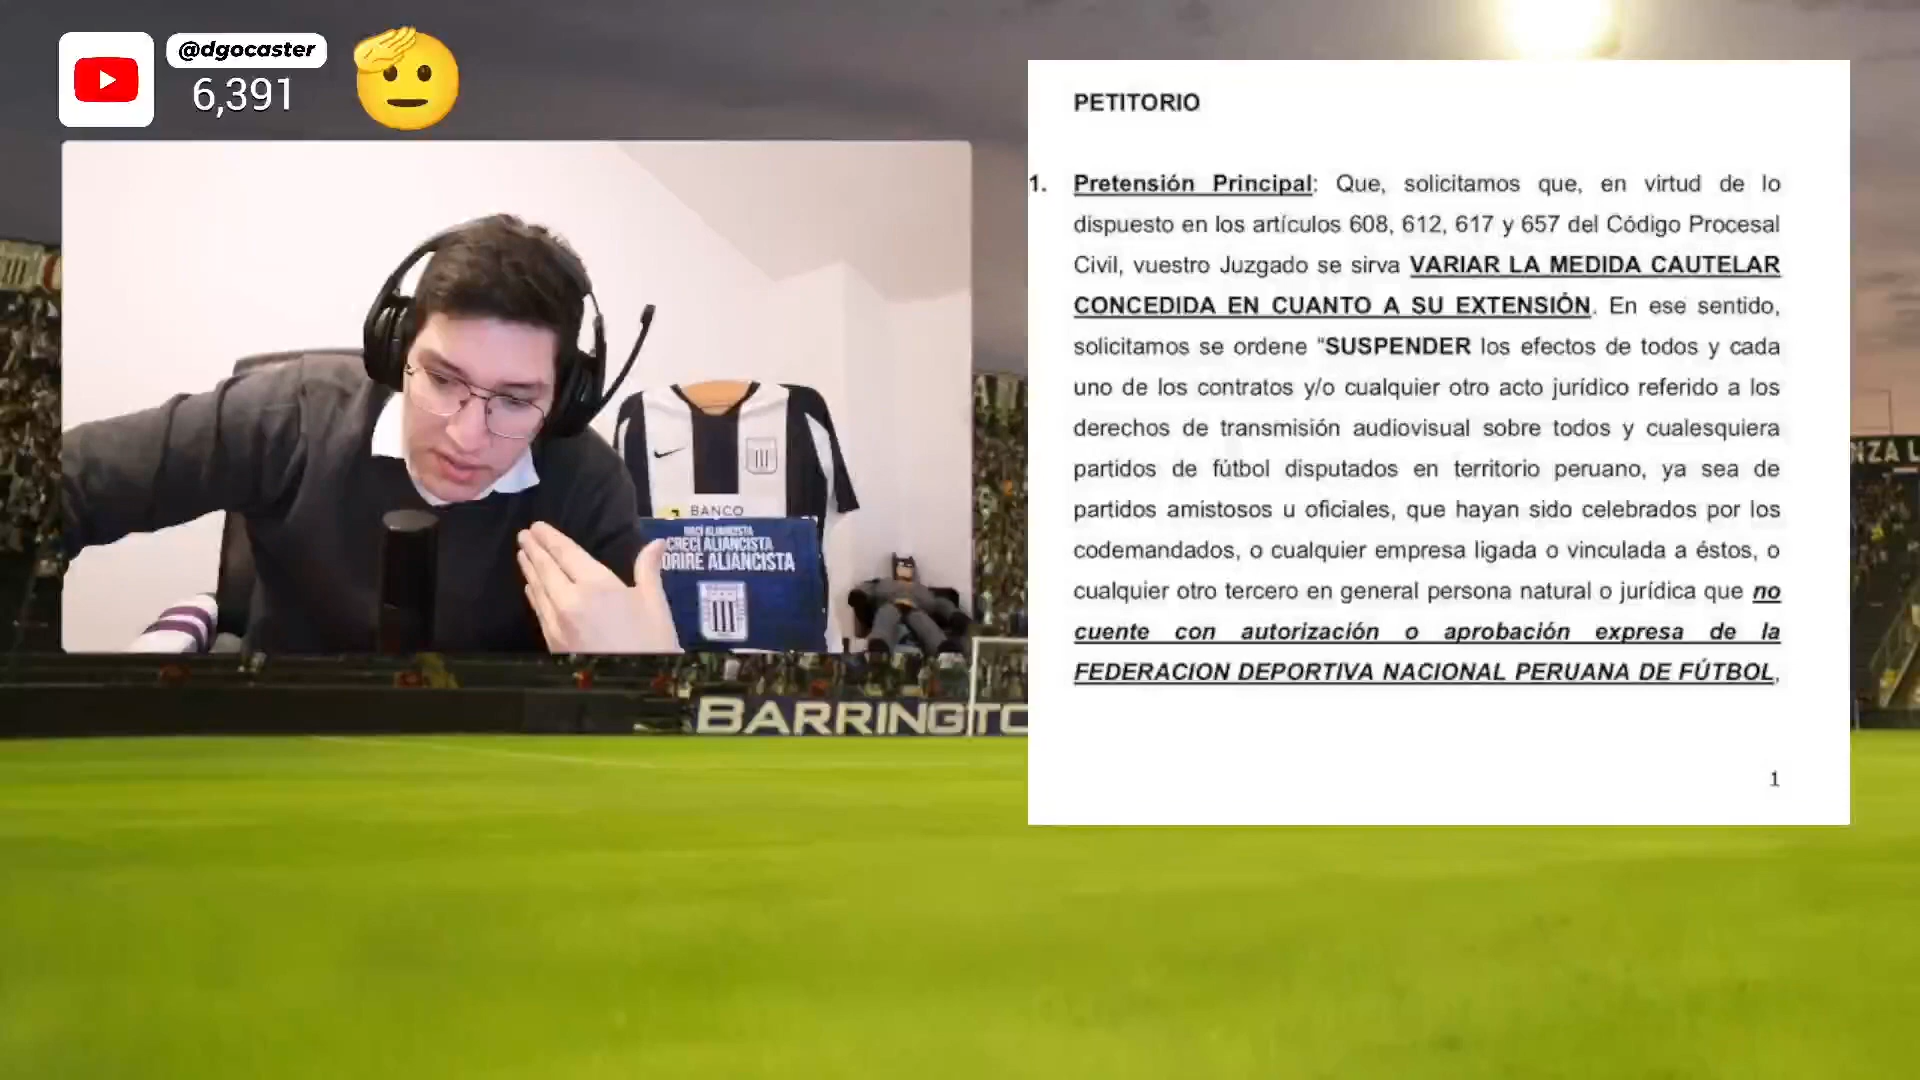 @dgocaster
6,391
PETITORIO
1. Pretensión Principal: Que, solicitamos que, en virtud de lo
dispuesto en los artículos 608, 612, 617 y 657 del Código Procesal
Civil, vuestro Juzgado se sirva VARIAR LA MEDIDA CAUTELAR
CONCEDIDA EN CUANTO A SU EXTENSIÓN. En ese sentido,
solicitamos se ordene “SUSPENDER los efectos de todos y cada
uno de los contratos y/o cualquier otro acto jurídico referido a los
derechos de transmisión audiovisual sobre todos y cualesquiera
partidos de fútbol disputados en territorio peruano, ya sea de
partidos amistosos u oficiales, que hayan sido celebrados por los
codemandados, o cualquier empresa ligada o vinculada a éstos, o
cualquier otro tercero en general persona natural o jurídica que no
cuente con autorización o aprobación expresa de la
FEDERACION DEPORTIVA NACIONAL PERUANA DE FÚTBOL,
1
BANCO
CRECÍ ALIANCISTA
ORIRE ALIANCISTA
BARRINGTO
NZA L